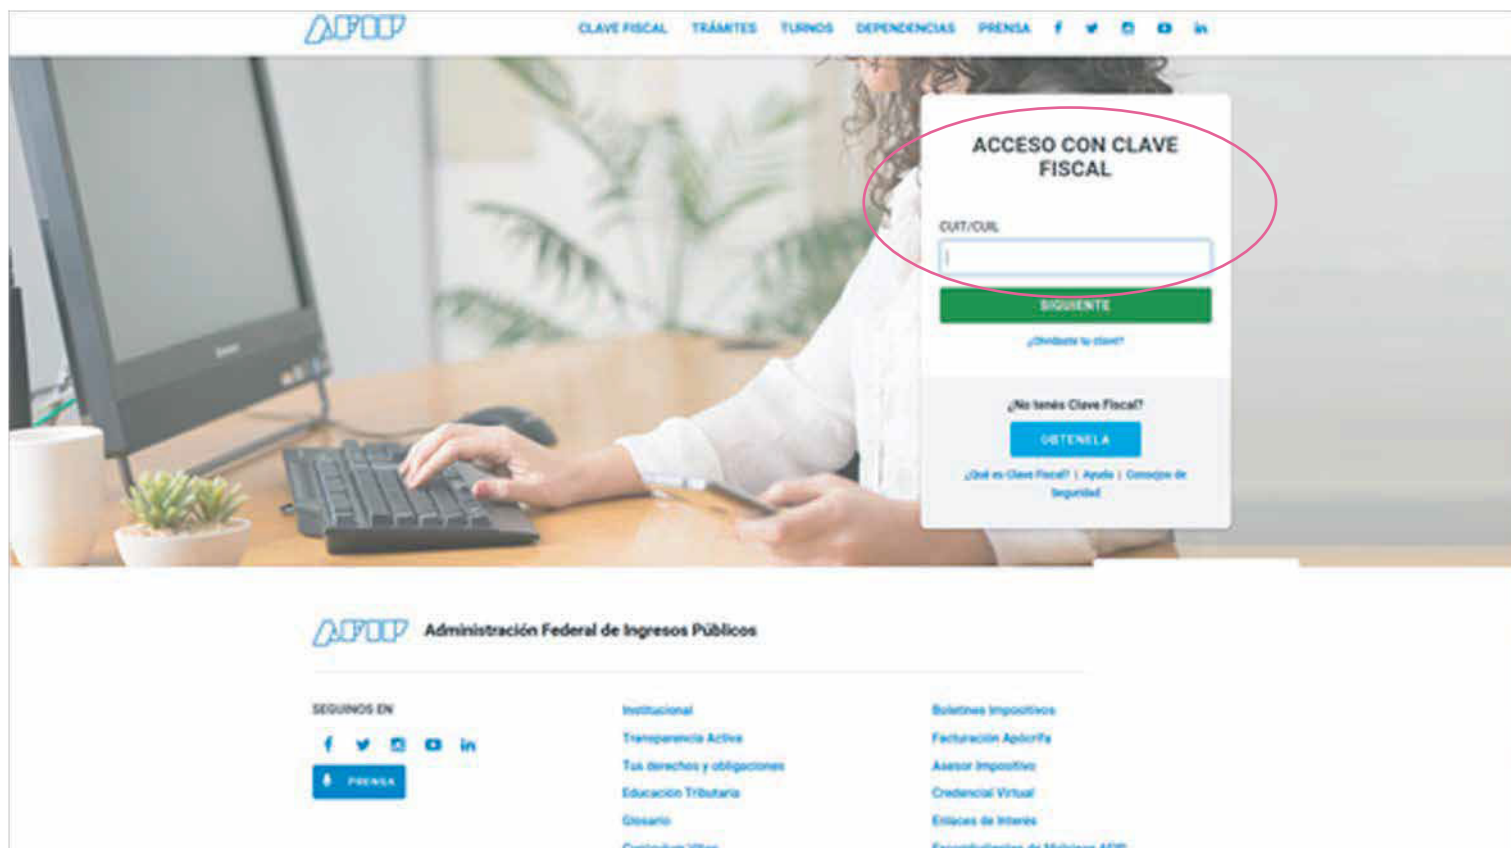 AFIP
CLAVE FISCAL TRÁMITES TURNOS DEPENDENCIAS PRENSA
ACCESO CON CLAVE
FISCAL
CUIT/CUIL
SIGUIENTE
¿Olvidaste tu clave?
¿No tenés Clave Fiscal?
OBTENELA
¿Qué es Clave Fiscal? | Ayuda | Consejos de
Seguridad
AFIP Administración Federal de Ingresos Públicos
SEGUINOS EN
PRENSA
Institucional
Transparencia Activa
Tus derechos y obligaciones
Educación Tributaria
Glosario
Boletines Impositivos
Facturación Apócrifa
Asesor Impositivo
Credencial Virtual
Enlaces de Interés